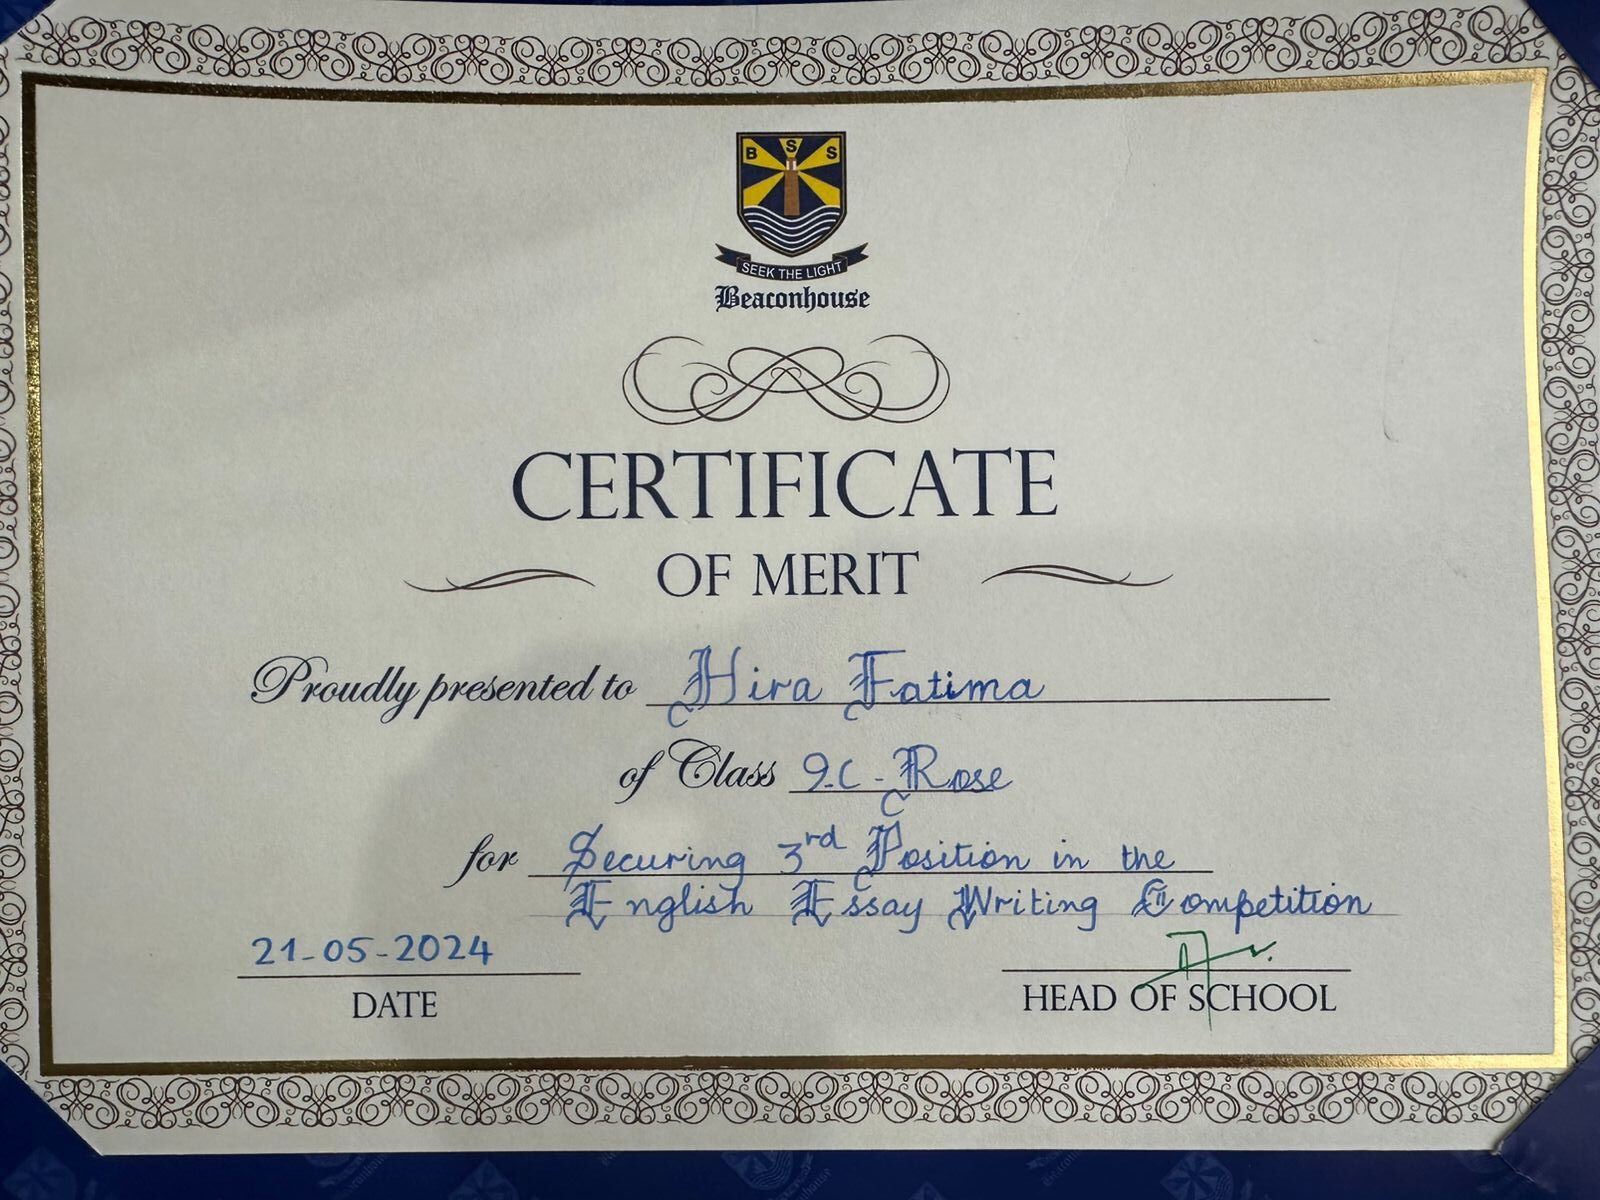 B S S
SEEK THE LIGHT
Beaconhouse
CERTIFICATE
OF MERIT
Proudly presented to Hira Fatima
of Class 9-C - Rose
for Securing 3rd Position in the
English Essay Writing Competition
21-05-2024
DATE
HEAD OF SCHOOL